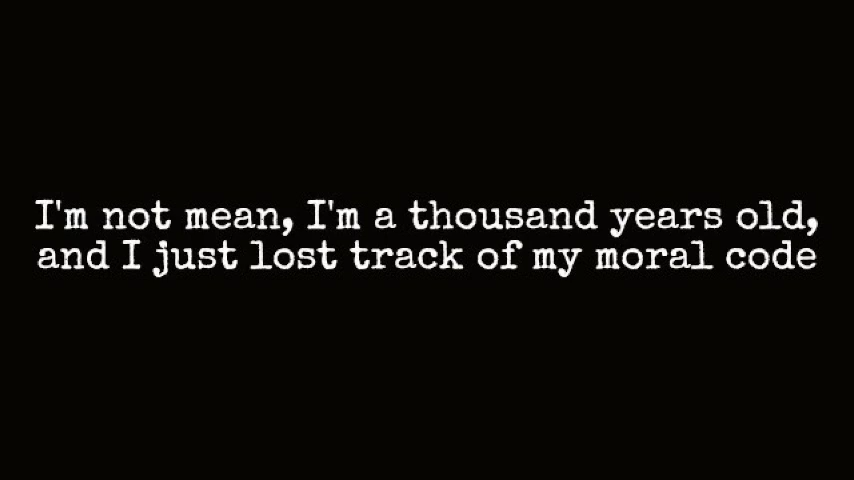 I'm not mean, I'm a thousand years old,
and I just lost track of my moral code